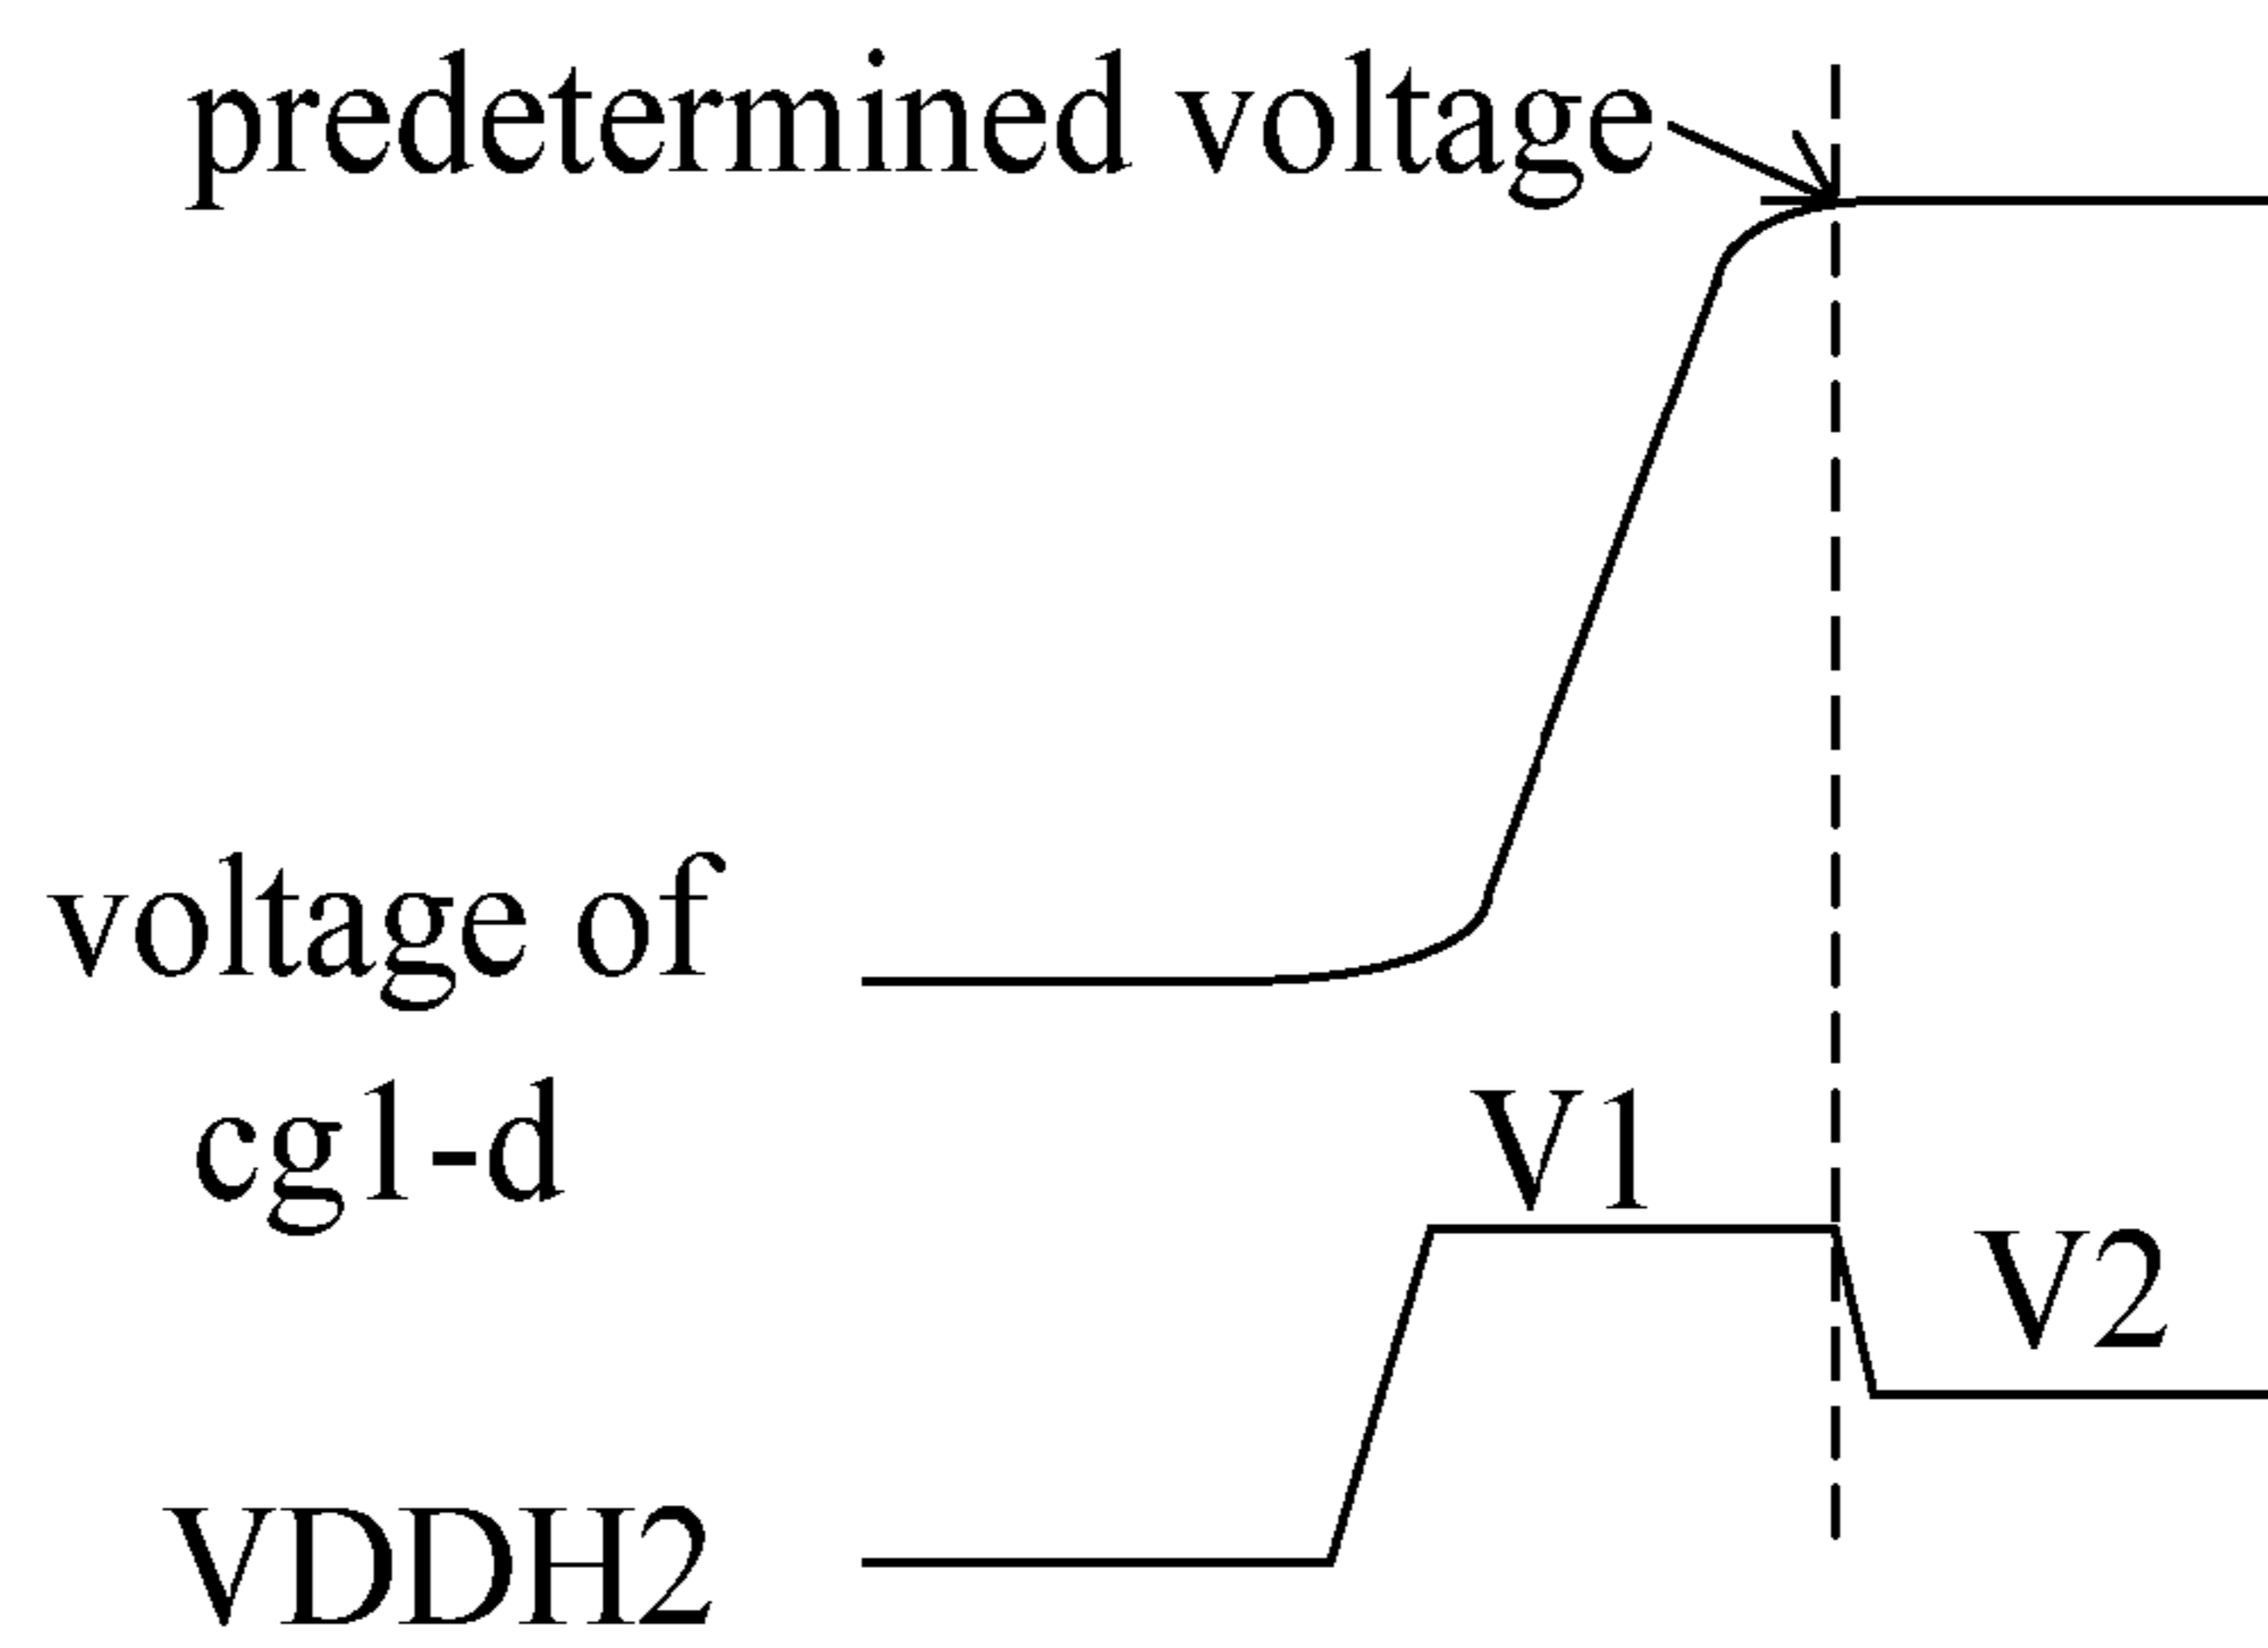 predetermined voltage
voltage of
cg1-d
V1
V2
VDDH2